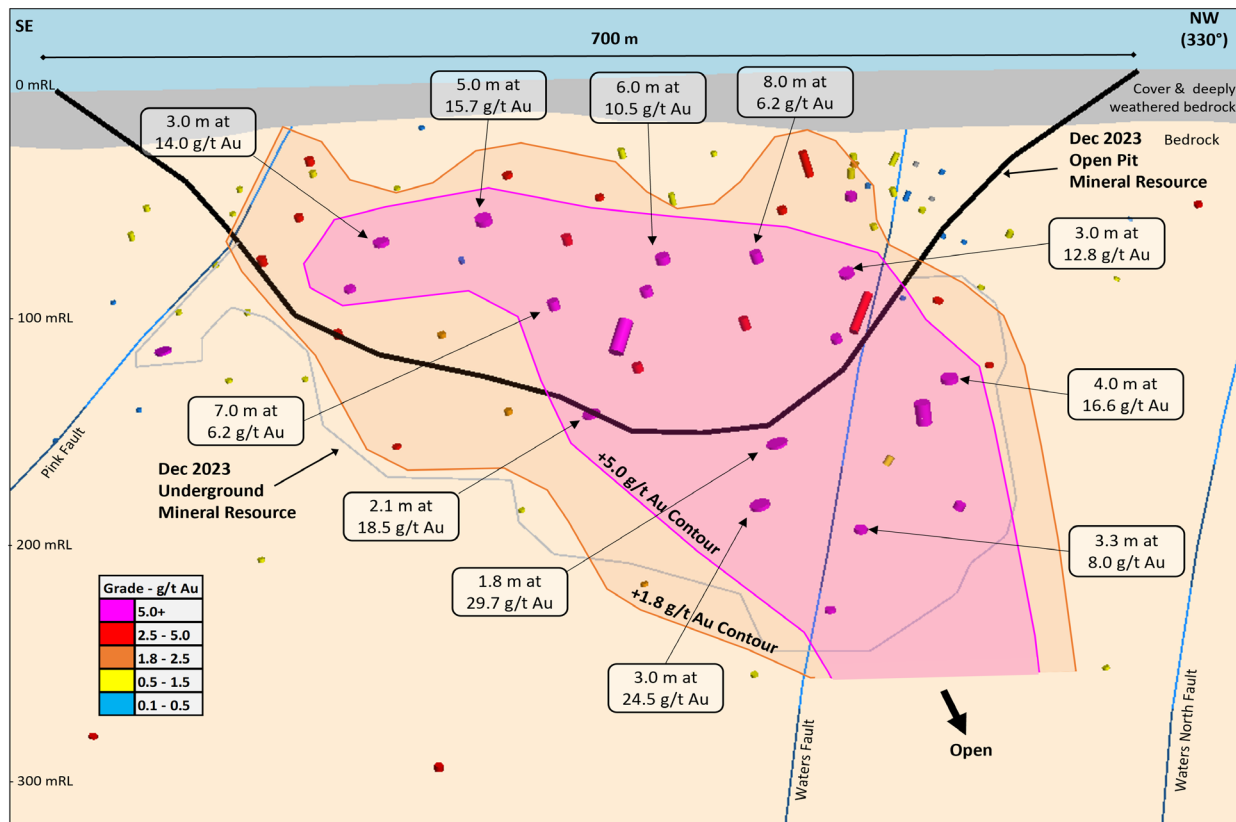 SE
700 m
NW
(330°)
0 mRL
Cover & deeply
weathered bedrock
Bedrock
Dec 2023
Open Pit
Mineral Resource
3.0 m at
14.0 g/t Au
5.0 m at
15.7 g/t Au
6.0 m at
10.5 g/t Au
8.0 m at
6.2 g/t Au
3.0 m at
12.8 g/t Au
100 mRL
4.0 m at
16.6 g/t Au
7.0 m at
6.2 g/t Au
Pink Fault
Dec 2023
Underground
Mineral Resource
2.1 m at
18.5 g/t Au
+5.0 g/t Au Contour
200 mRL
3.3 m at
8.0 g/t Au
1.8 m at
29.7 g/t Au
+1.8 g/t Au Contour
3.0 m at
24.5 g/t Au
Grade - g/t Au
5.0+
2.5 - 5.0
1.8 - 2.5
0.5 - 1.5
0.1 - 0.5
Open
Waters Fault
Waters North Fault
300 mRL